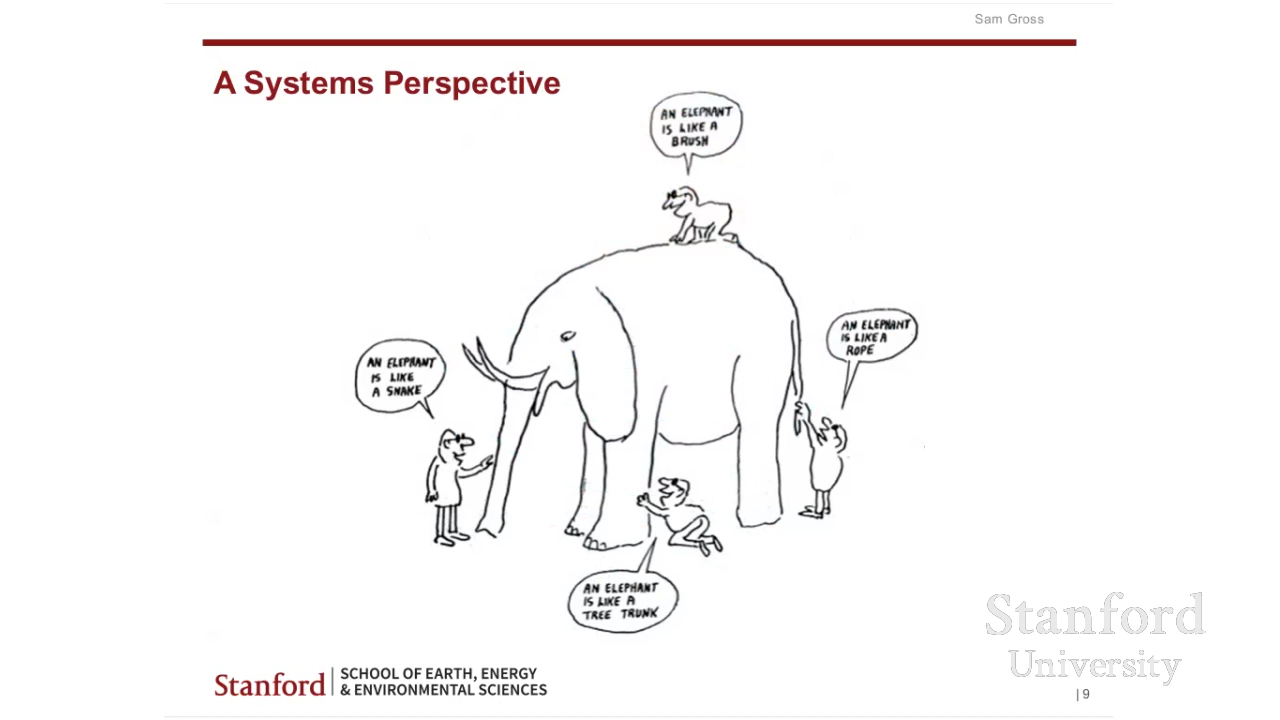 Sam Gross
A Systems Perspective
AN ELEPHANT
IS LIKE A
BRUSH
AN ELEPHANT
IS LIKE A
ROPE
AN ELEPHANT
IS LIKE
A SNAKE
AN ELEPHANT
IS LIKE A
TREE TRUNK
Stanford
University
Stanford
SCHOOL OF EARTH, ENERGY
& ENVIRONMENTAL SCIENCES
| 9